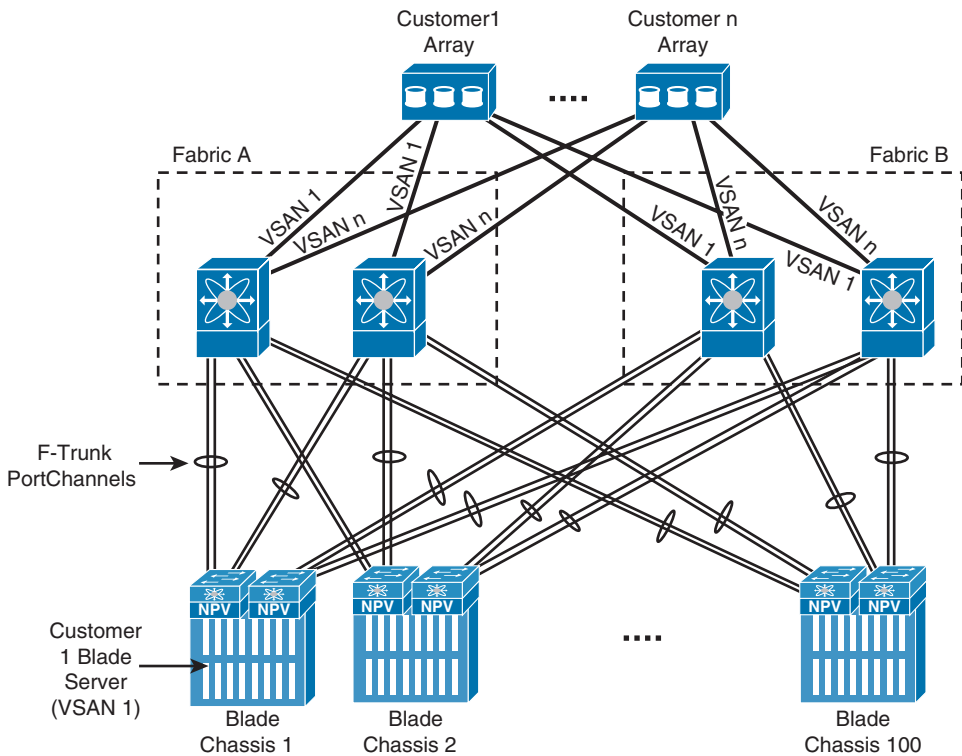 Customer1
Array
Customer n
Array
Fabric A
Fabric B
VSAN 1
VSAN n
VSAN 1
VSAN n
VSAN 1
VSAN n
VSAN 1
VSAN n
F-Trunk
PortChannels
NPV
NPV
NPV
NPV
NPV
NPV
Customer
1 Blade
Server
(VSAN 1)
Blade
Chassis 1
Blade
Chassis 2
Blade
Chassis 100